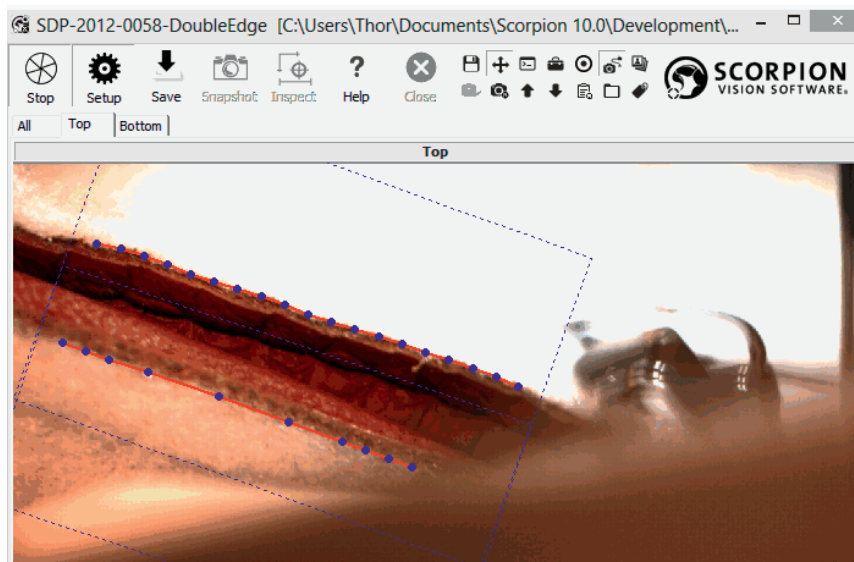 SDP-2012-0058-DoubleEdge [C:\Users\Thor\Documents\Scorpion 10.0\Development\...
Stop Setup Save Snapshot Inspect Help Close
SCORPION
VISION SOFTWARE®
All Top Bottom
Top